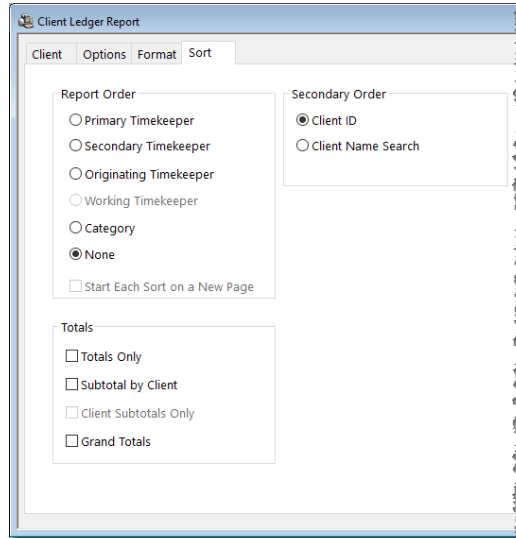 Client Ledger Report
Client Options Format Sort
Report Order
Primary Timekeeper
Secondary Timekeeper
Originating Timekeeper
Working Timekeeper
Category
None
Start Each Sort on a New Page
Secondary Order
Client ID
Client Name Search
Totals
Totals Only
Subtotal by Client
Client Subtotals Only
Grand Totals